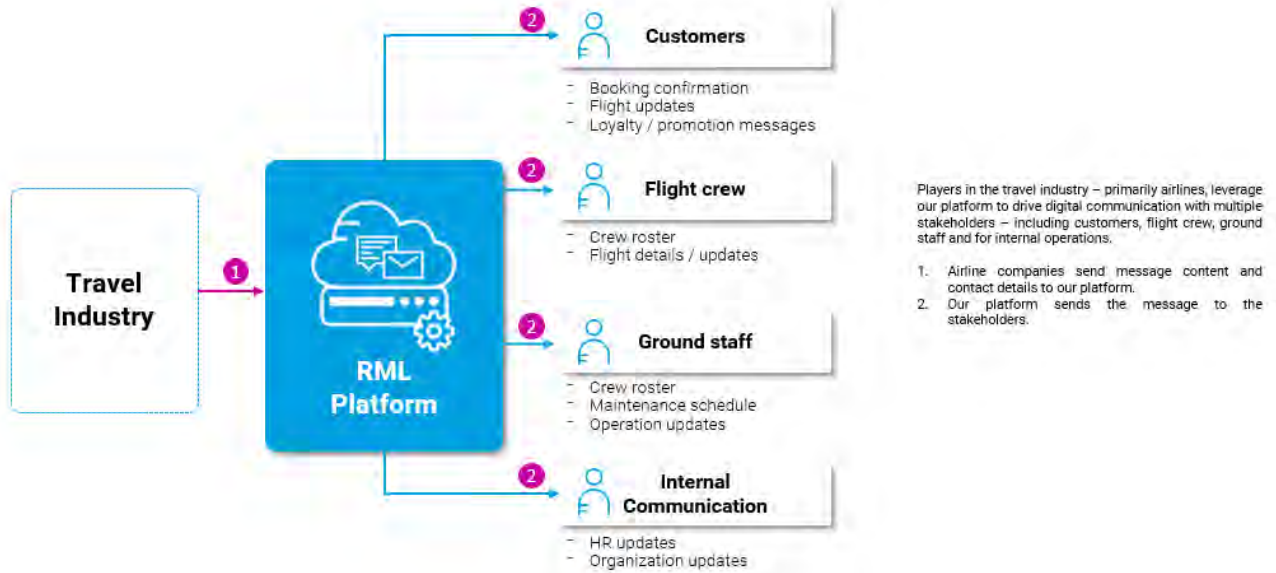 2
Customers
- Booking confirmation
- Flight updates
- Loyalty / promotion messages
Travel
Industry
1
RML
Platform
2
Flight crew
- Crew roster
- Flight details / updates
2
Ground staff
- Crew roster
- Maintenance schedule
- Operation updates
2
Internal
Communication
- HR updates
- Organization updates
Players in the travel industry – primarily airlines, leverage
our platform to drive digital communication with multiple
stakeholders – including customers, flight crew, ground
staff and for internal operations.
1. Airline companies send message content and
contact details to our platform.
2. Our platform sends the message to the
stakeholders.